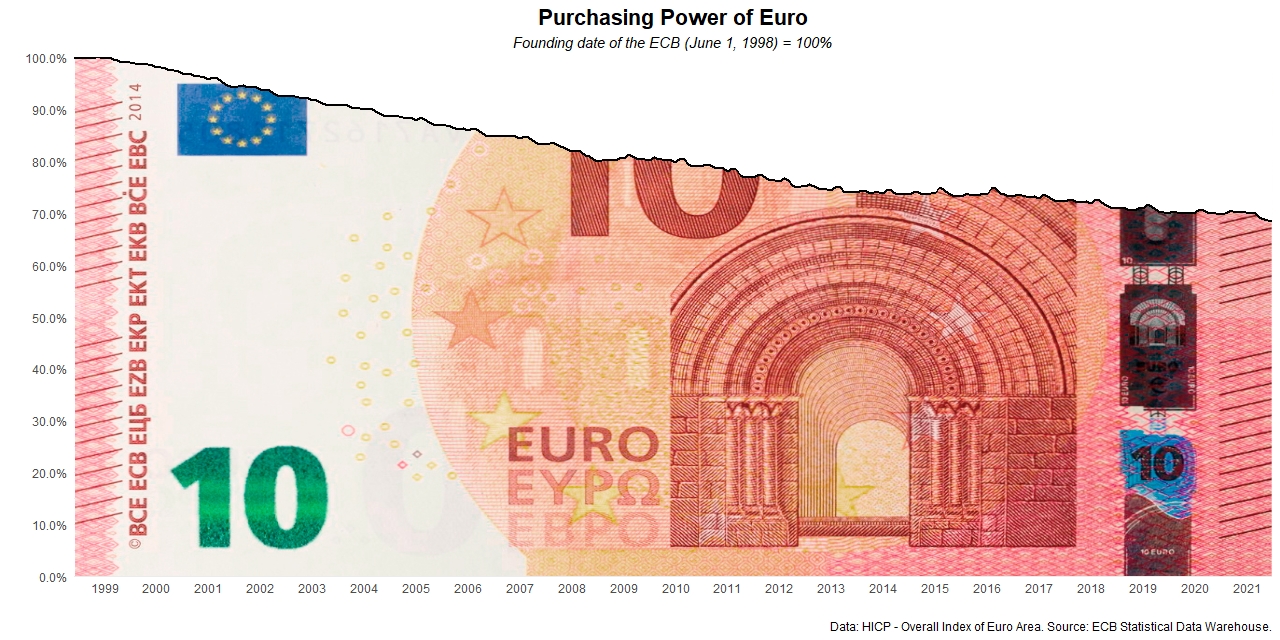 Purchasing Power of Euro
Founding date of the ECB (June 1, 1998) = 100%
100.0%
90.0%
80.0%
70.0%
60.0%
50.0%
40.0%
30.0%
20.0%
10.0%
0.0%
©BCE ECB ЕЦБ EZB EKP EKT EKB BĊE EBC 2014
10
10
EURO
ΕΥΡΩ
ЕВРО
10
10 EURO
1999 2000 2001 2002 2003 2004 2005 2006 2007 2008 2009 2010 2011 2012 2013 2014 2015 2016 2017 2018 2019 2020 2021
Data: HICP - Overall Index of Euro Area. Source: ECB Statistical Data Warehouse.